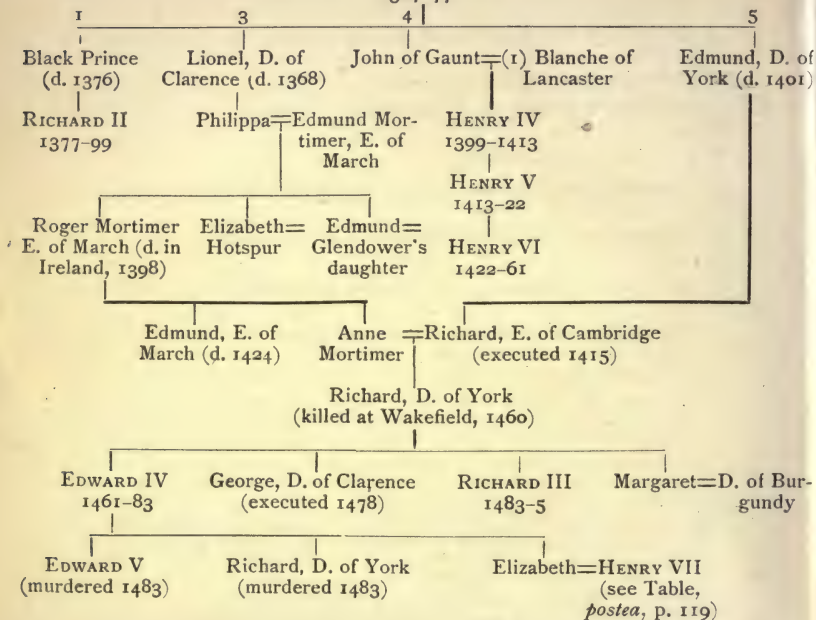 1 3 4 5
Black Prince Lionel, D. of John of Gaunt=(1) Blanche of Edmund, D. of
(d. 1376) Clarence (d. 1368) Lancaster York (d. 1401)
RICHARD II Philippa=Edmund Mor- HENRY IV
1377-99 timer, E. of 1399-1413
March HENRY V
1413-22
Roger Mortimer Elizabeth= Edmund=
E. of March (d. in Hotspur Glendower's HENRY VI
Ireland, 1398) daughter 1422-61
Edmund, E. of Anne =Richard, E. of Cambridge
March (d. 1424) Mortimer (executed 1415)
Richard, D. of York
(killed at Wakefield, 1460)
EDWARD IV George, D. of Clarence RICHARD III Margaret=D. of Bur-
1461-83 (executed 1478) 1483-5 gundy
EDWARD V Richard, D. of York Elizabeth=HENRY VII
(murdered 1483) (murdered 1483) (see Table,
postea, p. 119)